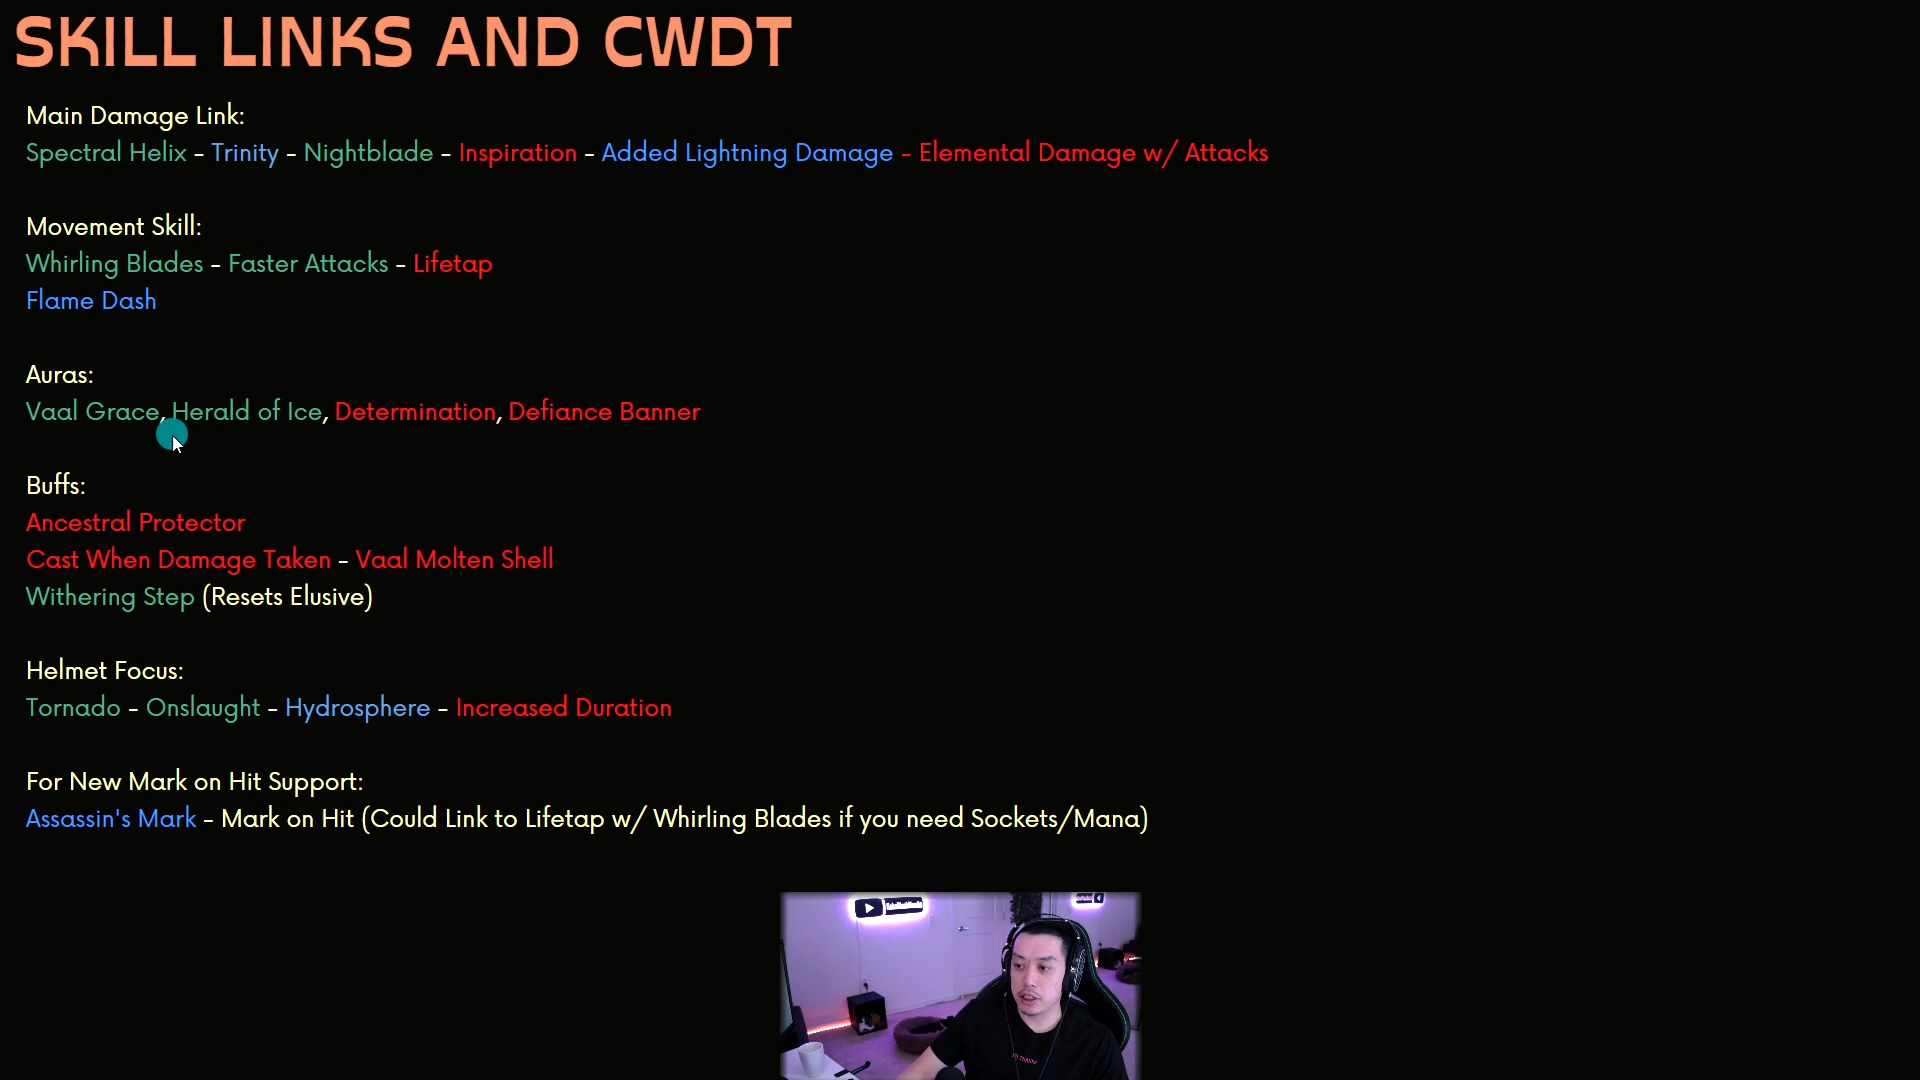 SKILL LINKS AND CWDT
Main Damage Link:
Spectral Helix - Trinity - Nightblade - Inspiration - Added Lightning Damage - Elemental Damage w/ Attacks
Movement Skill:
Whirling Blades - Faster Attacks - Lifetap
Flame Dash
Auras:
Vaal Grace, Herald of Ice, Determination, Defiance Banner
Buffs:
Ancestral Protector
Cast When Damage Taken - Vaal Molten Shell
Withering Step (Resets Elusive)
Helmet Focus:
Tornado - Onslaught - Hydrosphere - Increased Duration
For New Mark on Hit Support:
Assassin's Mark - Mark on Hit (Could Link to Lifetap w/ Whirling Blades if you need Sockets/Mana)